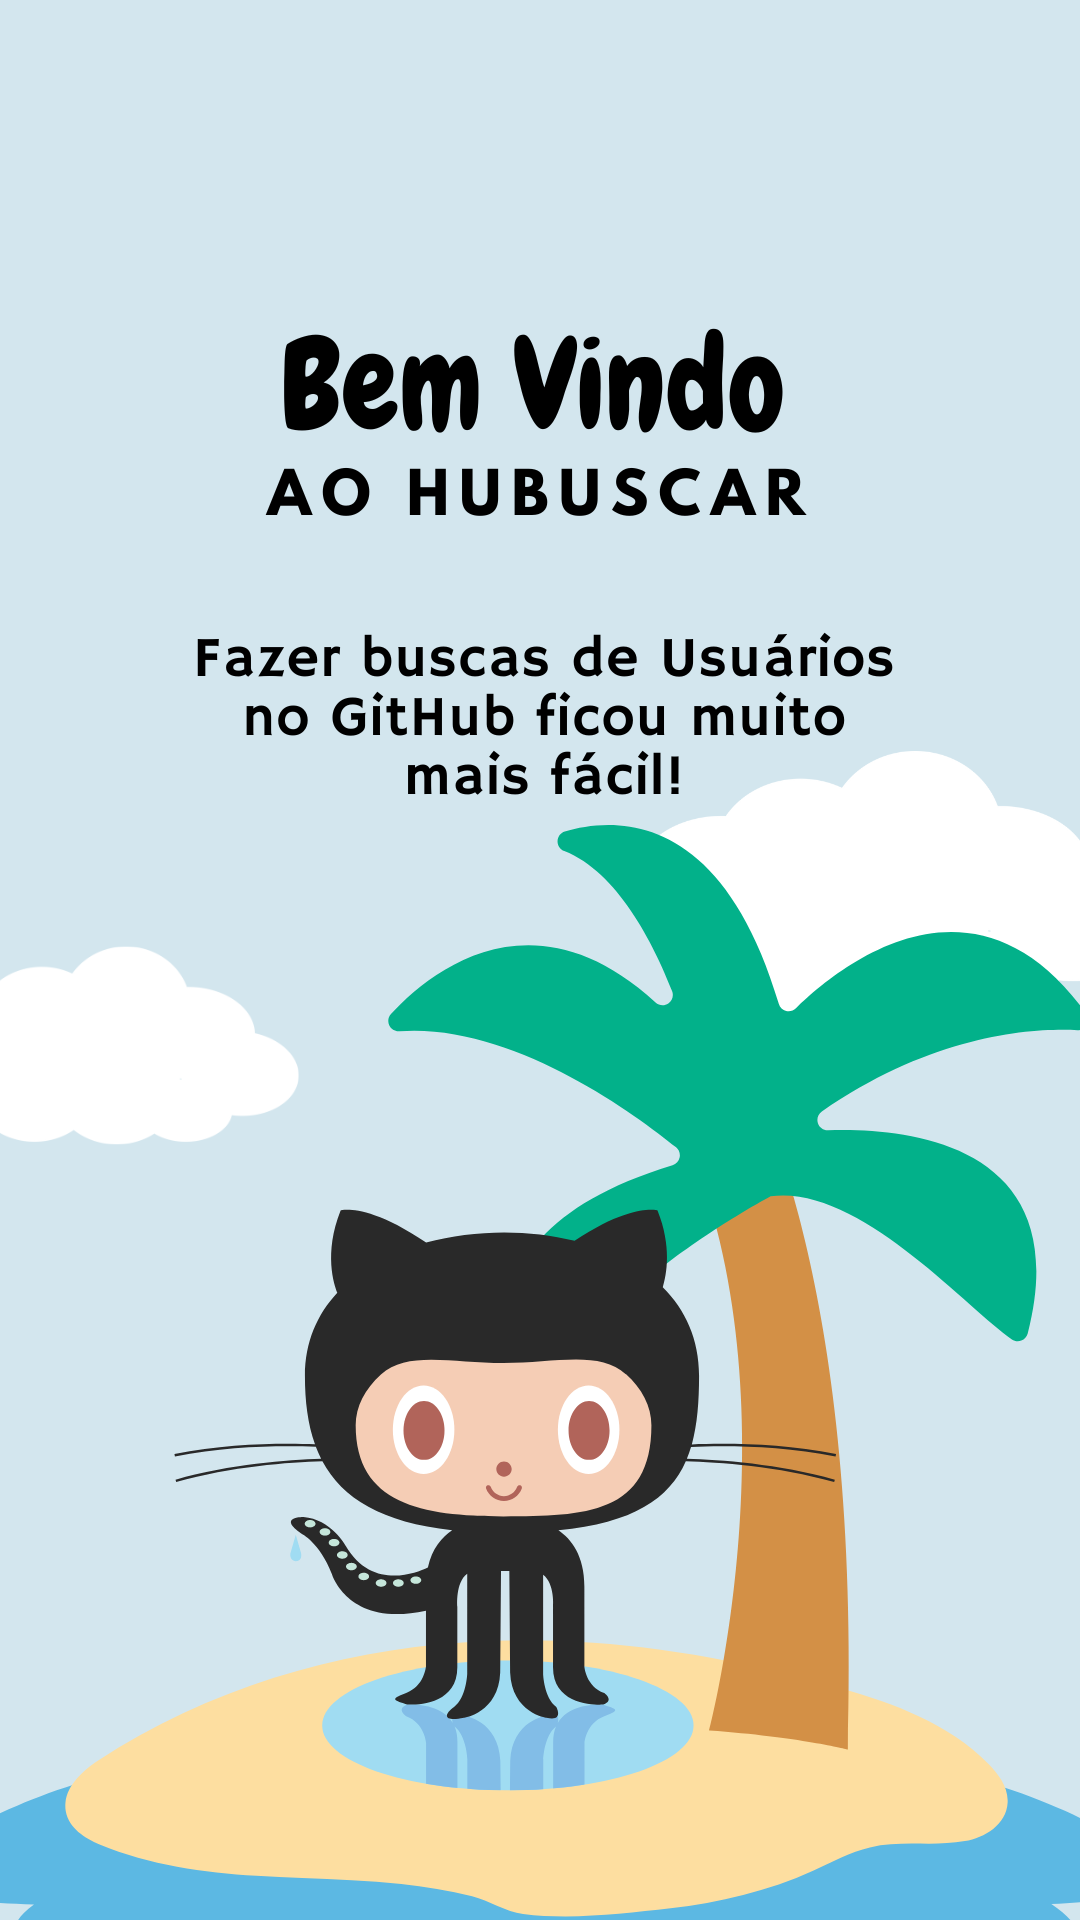 Bem Vindo
AO HUBUSCAR
Fazer buscas de Usuários
no GitHub ficou muito
mais fácil!